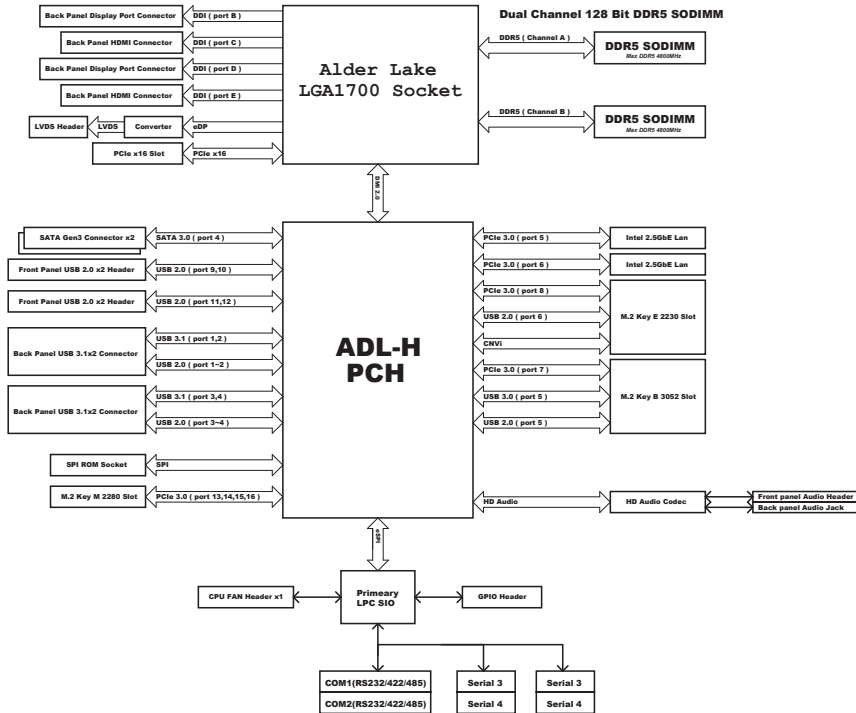 Dual Channel 128 Bit DDR5 SODIMM
Back Panel Display Port Connector
DDI ( port B )
Back Panel HDMI Connector
DDI ( port C )
Back Panel Display Port Connector
DDI ( port D )
Back Panel HDMI Connector
DDI ( port E )
LVDS Header
LVDS
Converter
eDP
PCIe x16 Slot
PCIe x16
Alder Lake
LGA1700 Socket
DDR5 ( Channel A )
DDR5 SODIMM
Max DDR5 4800MHz
DDR5 ( Channel B )
DDR5 SODIMM
Max DDR5 4800MHz
DMI 2.0
SATA Gen3 Connector x2
SATA 3.0 ( port 4 )
Front Panel USB 2.0 x2 Header
USB 2.0 ( port 9,10 )
Front Panel USB 2.0 x2 Header
USB 2.0 ( port 11,12 )
Back Panel USB 3.1x2 Connector
USB 3.1 ( port 1,2 )
USB 2.0 ( port 1~2 )
Back Panel USB 3.1x2 Connector
USB 3.1 ( port 3,4 )
USB 2.0 ( port 3~4 )
SPI ROM Socket
SPI
M.2 Key M 2280 Slot
PCIe 3.0 ( port 13,14,15,16 )
ADL-H
PCH
PCIe 3.0 ( port 5 )
Intel 2.5GbE Lan
PCIe 3.0 ( port 6 )
Intel 2.5GbE Lan
PCIe 3.0 ( port 8 )
USB 2.0 ( port 6 )
CNVi
M.2 Key E 2230 Slot
PCIe 3.0 ( port 7 )
USB 3.0 ( port 5 )
USB 2.0 ( port 5 )
M.2 Key B 3052 Slot
HD Audio
HD Audio Codec
Front panel Audio Header
Back panel Audio Jack
eSPI
CPU FAN Header x1
Primeary
LPC SIO
GPIO Header
COM1(RS232/422/485)
COM2(RS232/422/485)
Serial 3
Serial 4
Serial 3
Serial 4